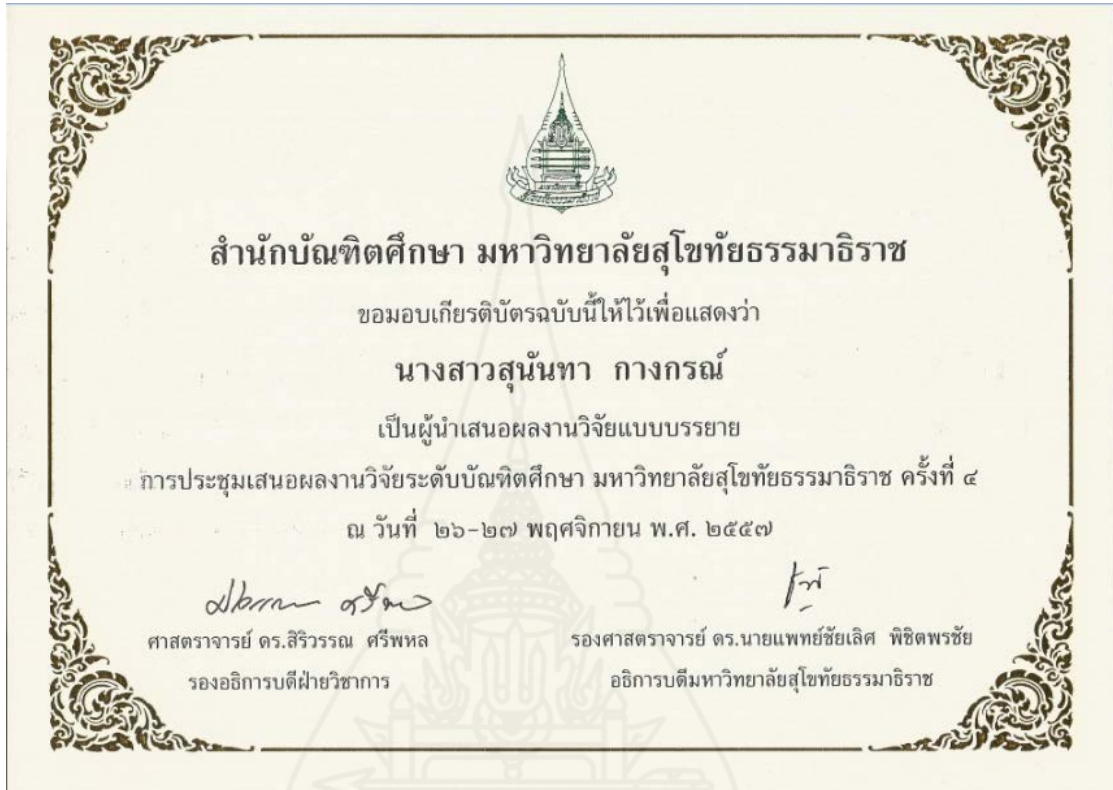 สำนักบัณฑิตศึกษา มหาวิทยาลัยสุโขทัยธรรมาธิราช
ขอมอบเกียรติบัตรฉบับนี้ให้ไว้เพื่อแสดงว่า
นางสาวสุนันทา กางกรณ์
เป็นผู้นำเสนอผลงานวิจัยแบบบรรยาย
การประชุมเสนอผลงานวิจัยระดับบัณฑิตศึกษา มหาวิทยาลัยสุโขทัยธรรมาธิราช ครั้งที่ ๔
ณ วันที่ ๒๖-๒๗ พฤศจิกายน พ.ศ. ๒๕๕๗
ศาสตราจารย์ ดร.สิริวรรณ ศรีพหล
รองอธิการบดีฝ่ายวิชาการ
รองศาสตราจารย์ ดร.นายแพทย์ชัยเลิศ พิชิตพรชัย
อธิการบดีมหาวิทยาลัยสุโขทัยธรรมาธิราช